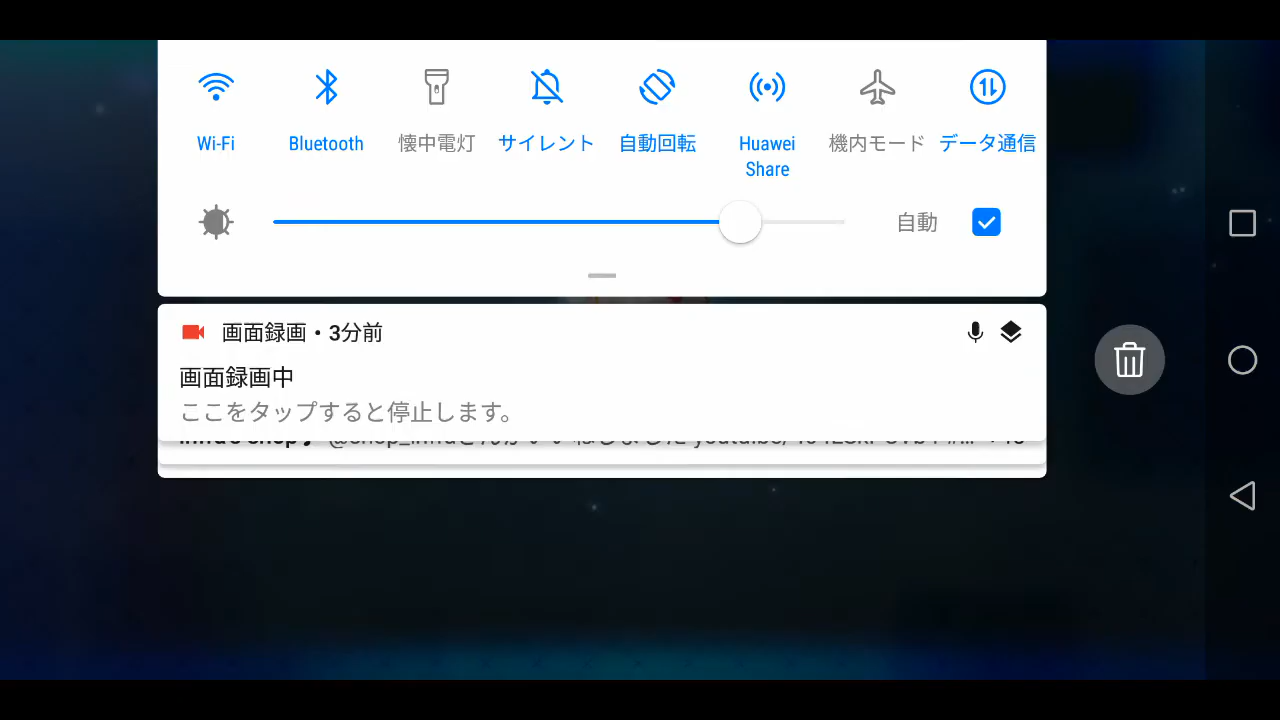 Wi-Fi
Bluetooth
懐中電灯
サイレント
自動回転
Huawei
Share
機内モード
データ通信
自動
画面録画・3分前
画面録画中
ここをタップすると停止します。